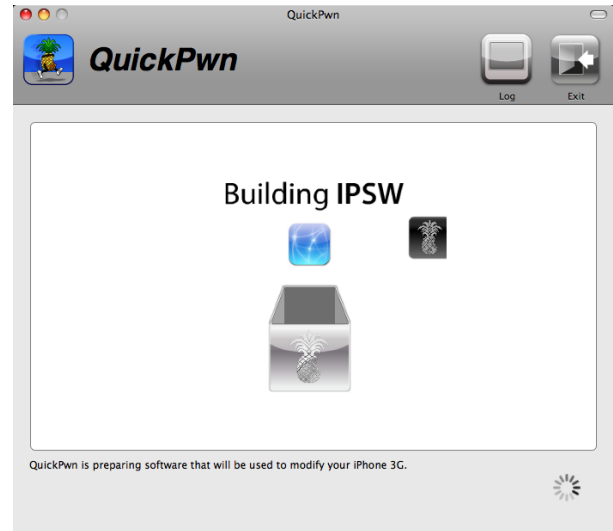 QuickPwn
QuickPwn
Log
Exit
Building IPSW
QuickPwn is preparing software that will be used to modify your iPhone 3G.